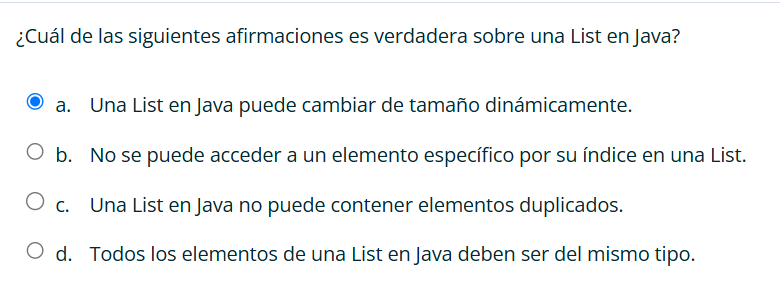 ¿Cuál de las siguientes afirmaciones es verdadera sobre una List en Java?
a. Una List en Java puede cambiar de tamaño dinámicamente.
b. No se puede acceder a un elemento específico por su índice en una List.
c. Una List en Java no puede contener elementos duplicados.
d. Todos los elementos de una List en Java deben ser del mismo tipo.